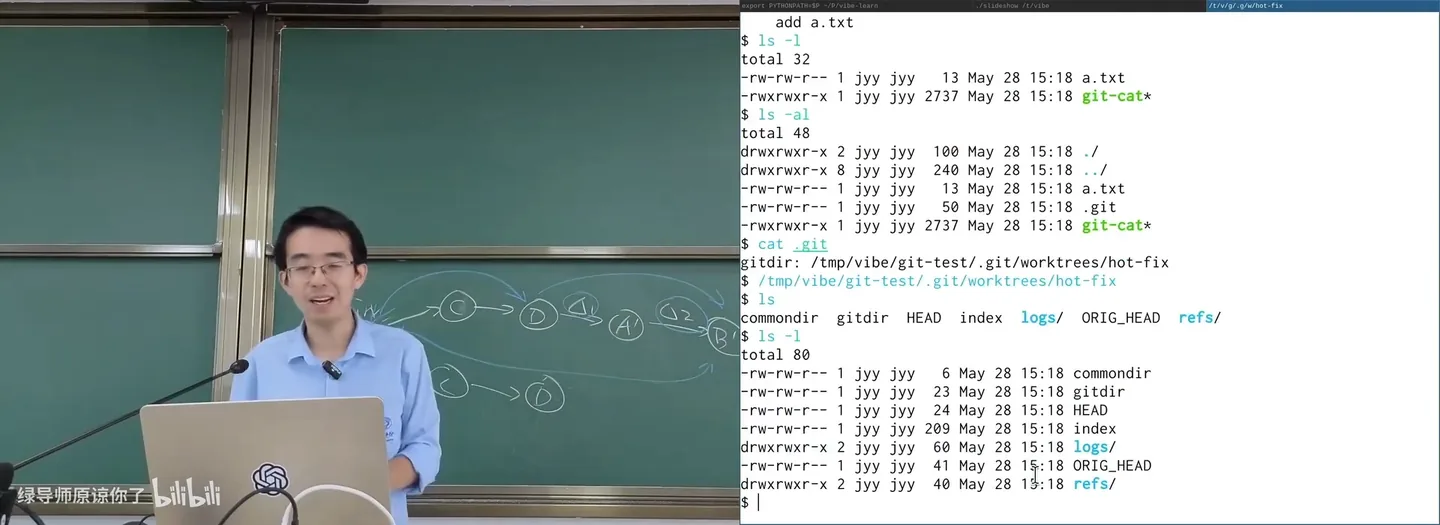 export PYTHONPATH=$P ~/P/vibe-learn
./slideshow /t/vibe
/t/v/g/.g/w/hot-fix
add a.txt
$ ls -l
total 32
-rw-rw-r-- 1 jyy jyy   13 May 28 15:18 a.txt
-rwxrwxr-x 1 jyy jyy 2737 May 28 15:18 git-cat*
$ ls -al
total 48
drwxrwxr-x 2 jyy jyy  100 May 28 15:18 ./
drwxrwxr-x 8 jyy jyy  240 May 28 15:18 ../
-rw-rw-r-- 1 jyy jyy   13 May 28 15:18 a.txt
-rw-rw-r-- 1 jyy jyy   50 May 28 15:18 .git
-rwxrwxr-x 1 jyy jyy 2737 May 28 15:18 git-cat*
$ cat .git
gitdir: /tmp/vibe/git-test/.git/worktrees/hot-fix
$ /tmp/vibe/git-test/.git/worktrees/hot-fix
$ ls
commondir  gitdir  HEAD  index  logs/  ORIG_HEAD  refs/
$ ls -l
total 80
-rw-rw-r-- 1 jyy jyy   6 May 28 15:18 commondir
-rw-rw-r-- 1 jyy jyy  23 May 28 15:18 gitdir
-rw-rw-r-- 1 jyy jyy  24 May 28 15:18 HEAD
-rw-rw-r-- 1 jyy jyy 209 May 28 15:18 index
drwxrwxr-x 2 jyy jyy  60 May 28 15:18 logs/
-rw-rw-r-- 1 jyy jyy  41 May 28 15:18 ORIG_HEAD
drwxrwxr-x 2 jyy jyy  40 May 28 15:18 refs/
$
C D Δ1 A' Δ2 B'
C D
绿导师原谅你了 bilibili